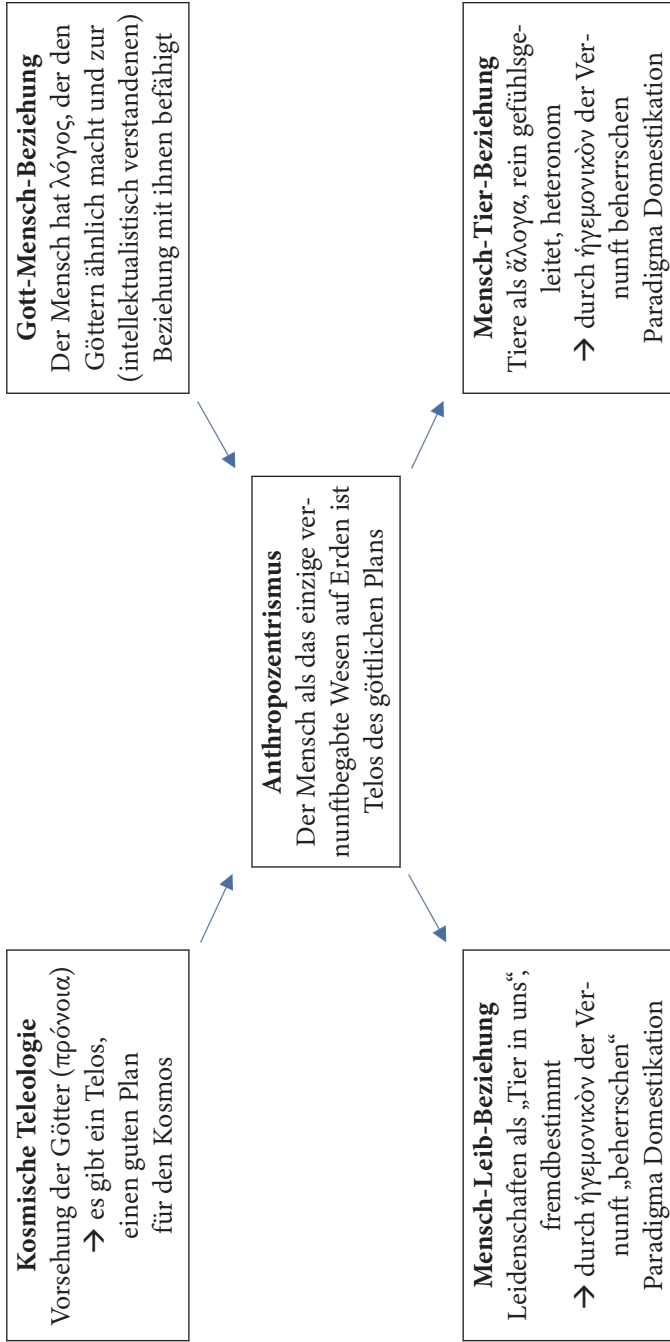 Kosmische Teleologie
Vorsehung der Götter (πρόνοια)
→ es gibt ein Telos,
einen guten Plan
für den Kosmos
Gott-Mensch-Beziehung
Der Mensch hat λόγος, der den
Göttern ähnlich macht und zur
(intellektualistisch verstandenen)
Beziehung mit ihnen befähigt
Anthropozentrismus
Der Mensch als das einzige ver-
nunftbegabte Wesen auf Erden ist
Telos des göttlichen Plans
Mensch-Leib-Beziehung
Leidenschaften als „Tier in uns“,
fremdbestimmt
→ durch ἡγεμονικὸν der Ver-
nunft „beherrschen“
Paradigma Domestikation
Mensch-Tier-Beziehung
Tiere als ἄλογα, rein gefühlsge-
leitet, heteronom
→ durch ἡγεμονικὸν der Ver-
nunft beherrschen
Paradigma Domestikation